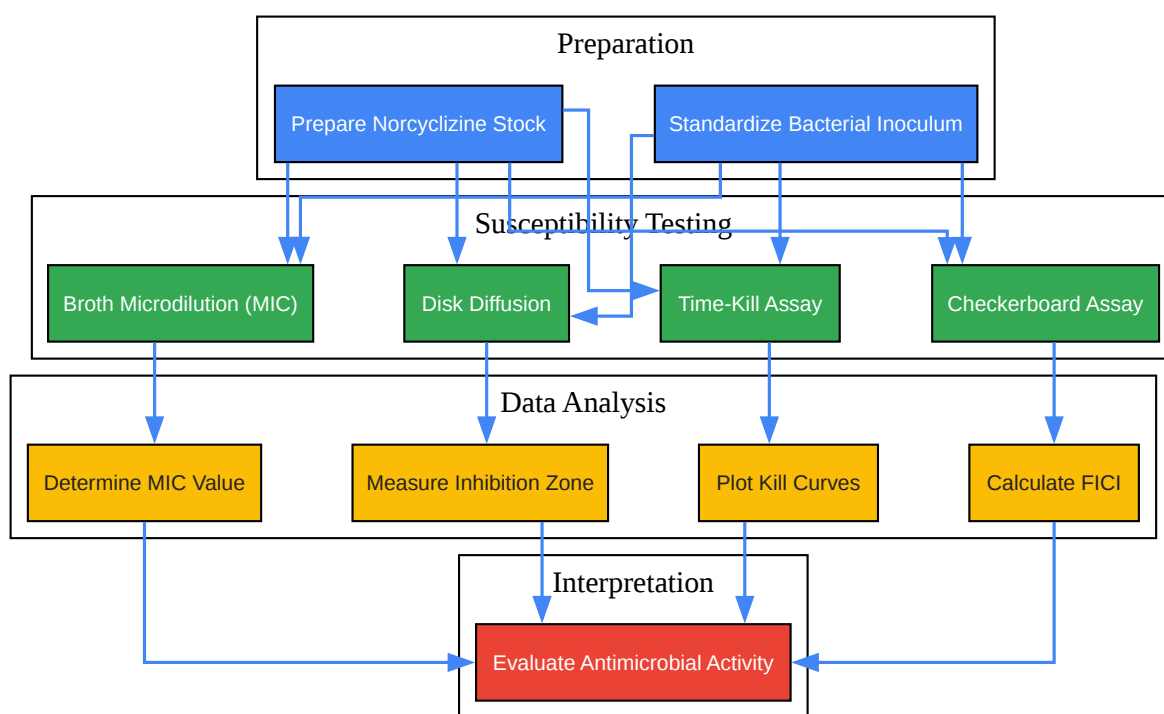 Preparation
Prepare Norcyclizine Stock
Standardize Bacterial Inoculum
Susceptibility Testing
Broth Microdilution (MIC)
Disk Diffusion
Time-Kill Assay
Checkerboard Assay
Data Analysis
Determine MIC Value
Measure Inhibition Zone
Plot Kill Curves
Calculate FICI
Interpretation
Evaluate Antimicrobial Activity